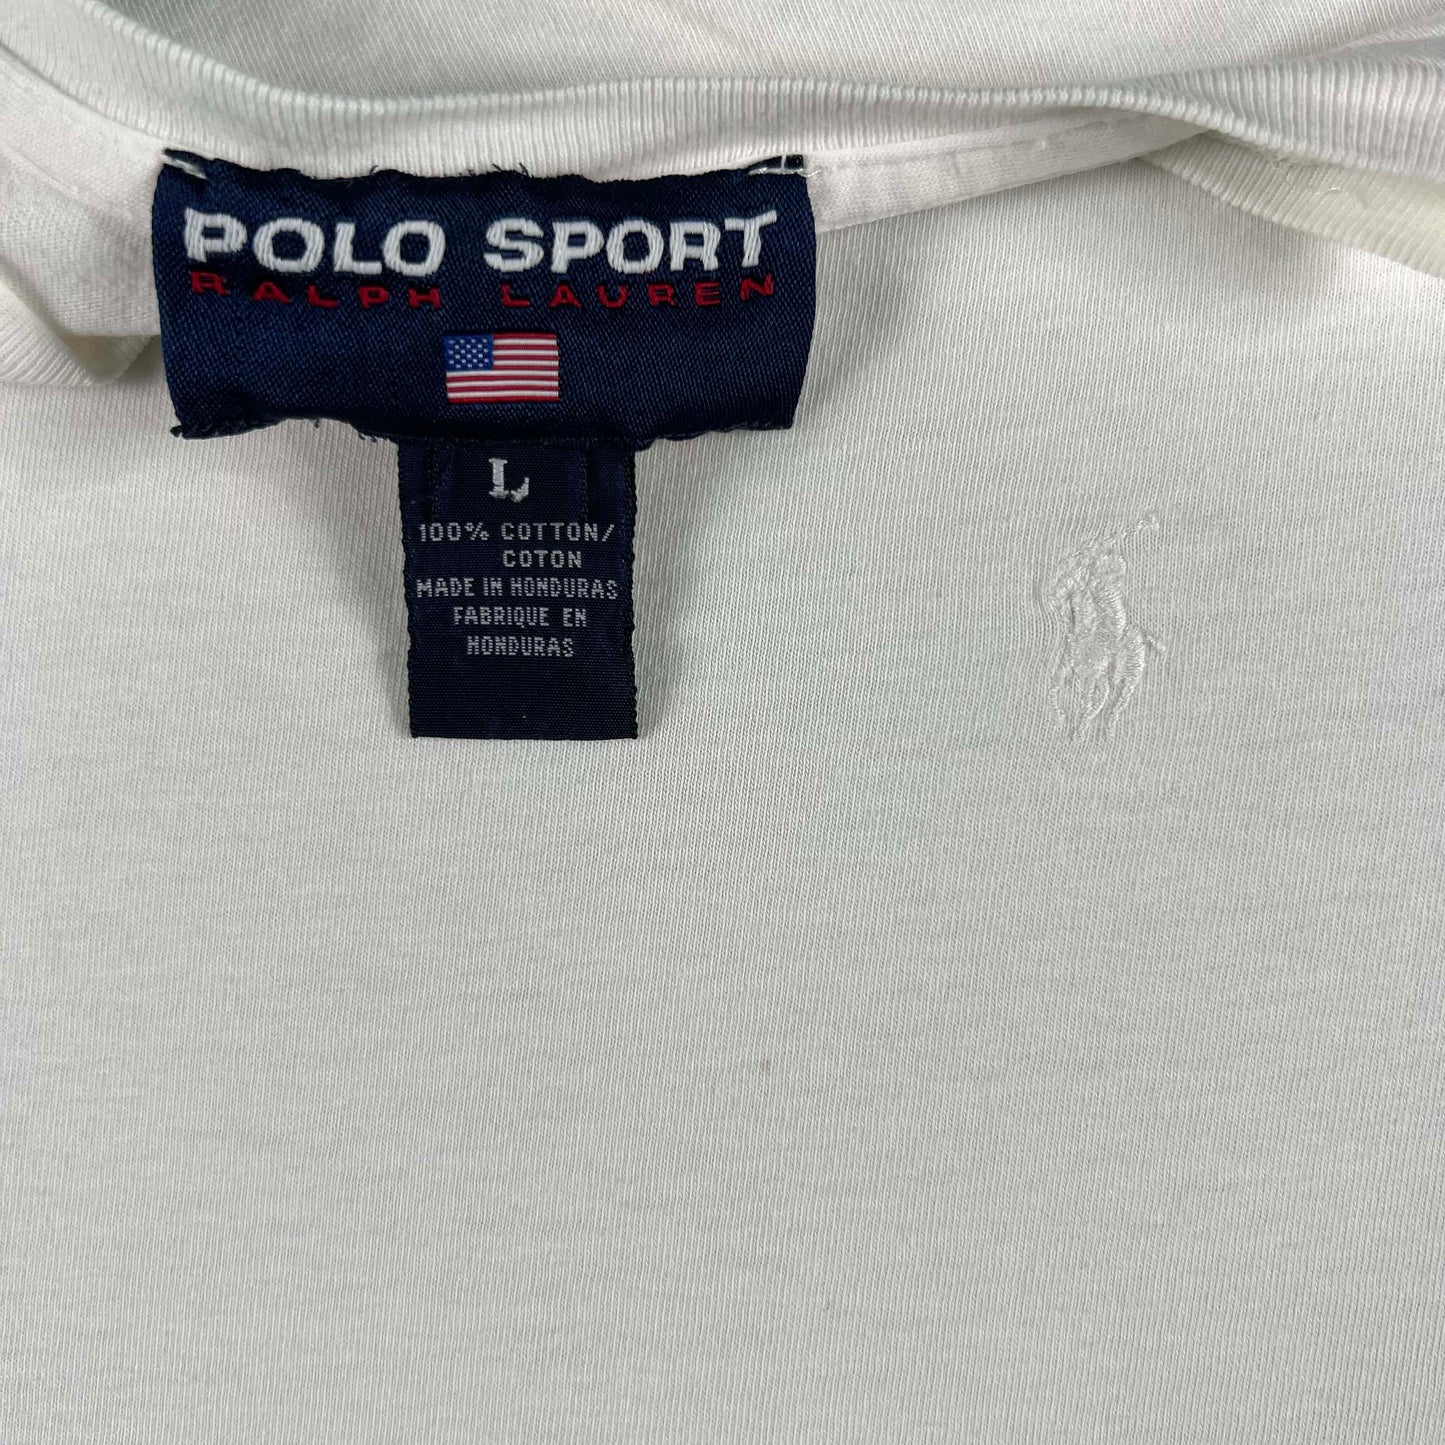 POLO SPORT
RALPH LAUREN
L
100% COTTON/
COTON
MADE IN HONDURAS
FABRIQUE EN
HONDURAS